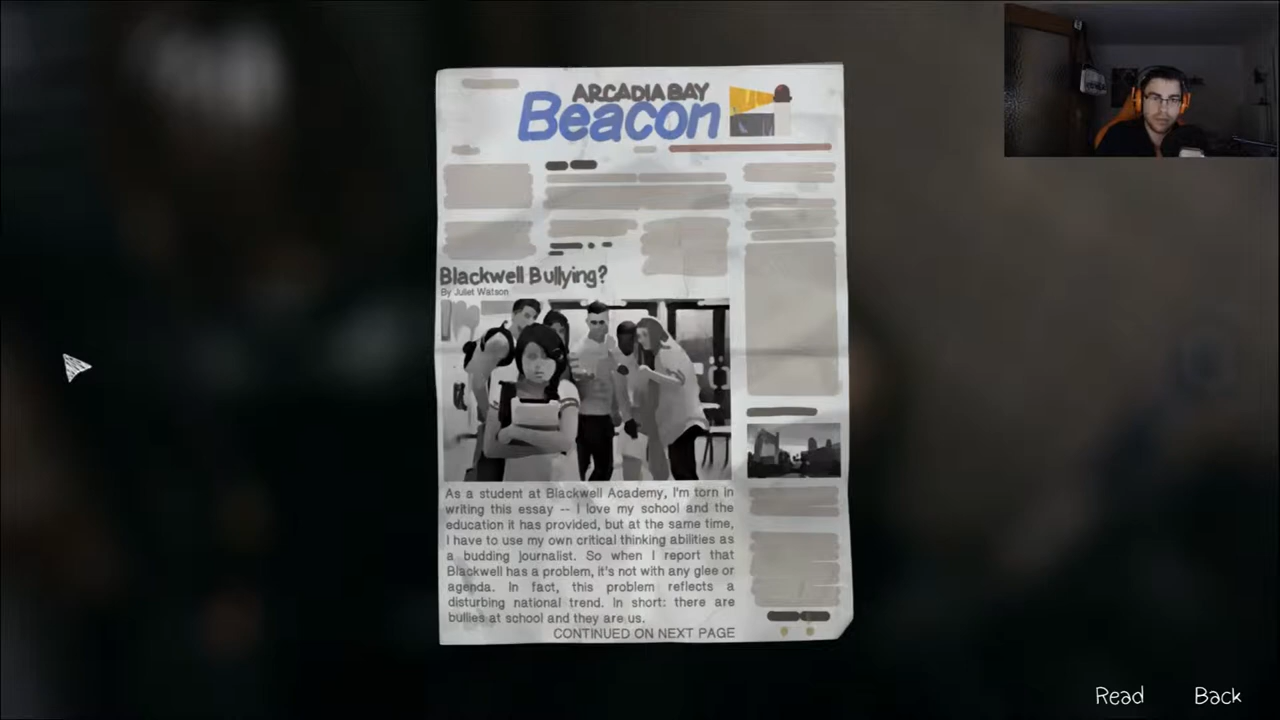 ARCADIA BAY
Beacon
Blackwell Bullying?
By Juliet Watson
As a student at Blackwell Academy, I'm torn in
writing this essay -- I love my school and the
education it has provided, but at the same time,
I have to use my own critical thinking abilities as
a budding journalist. So when I report that
Blackwell has a problem, it's not with any glee or
agenda. In fact, this problem reflects a
disturbing national trend. In short: there are
bullies at school and they are us.
CONTINUED ON NEXT PAGE
Read
Back